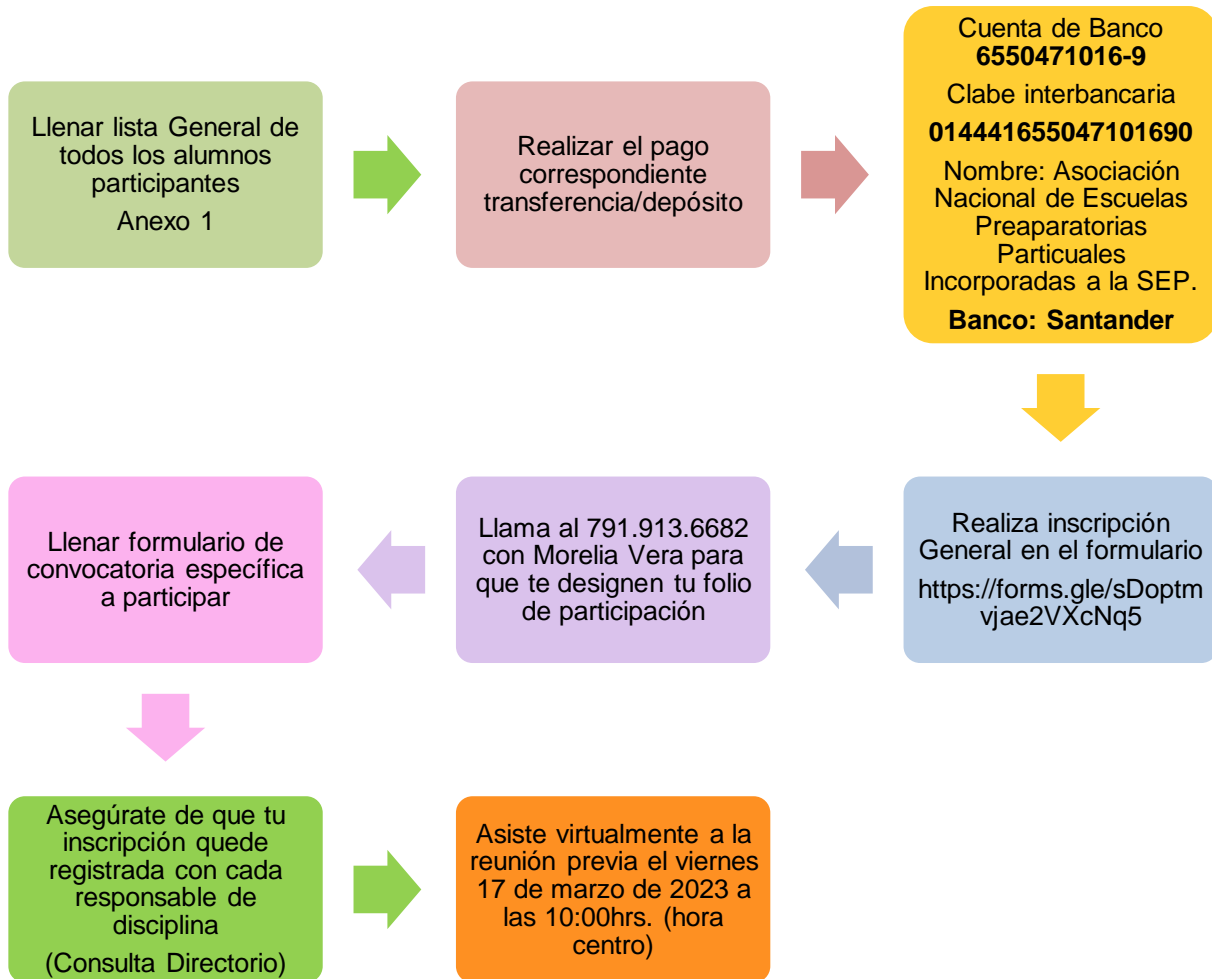 Llenar lista General de
todos los alumnos
participantes
Anexo 1
Realizar el pago
correspondiente
transferencia/depósito
Cuenta de Banco
6550471016-9
Clabe interbancaria
014441655047101690
Nombre: Asociación
Nacional de Escuelas
Preaparatorias
Particuales
Incorporadas a la SEP.
Banco: Santander
Realiza inscripción
General en el formulario
https://forms.gle/sDoptm
vjae2VXcNq5
Llama al 791.913.6682
con Morelia Vera para
que te designen tu folio
de participación
Llenar formulario de
convocatoria específica
a participar
Asegúrate de que tu
inscripción quede
registrada con cada
responsable de
disciplina
(Consulta Directorio)
Asiste virtualmente a la
reunión previa el viernes
17 de marzo de 2023 a
las 10:00hrs. (hora
centro)